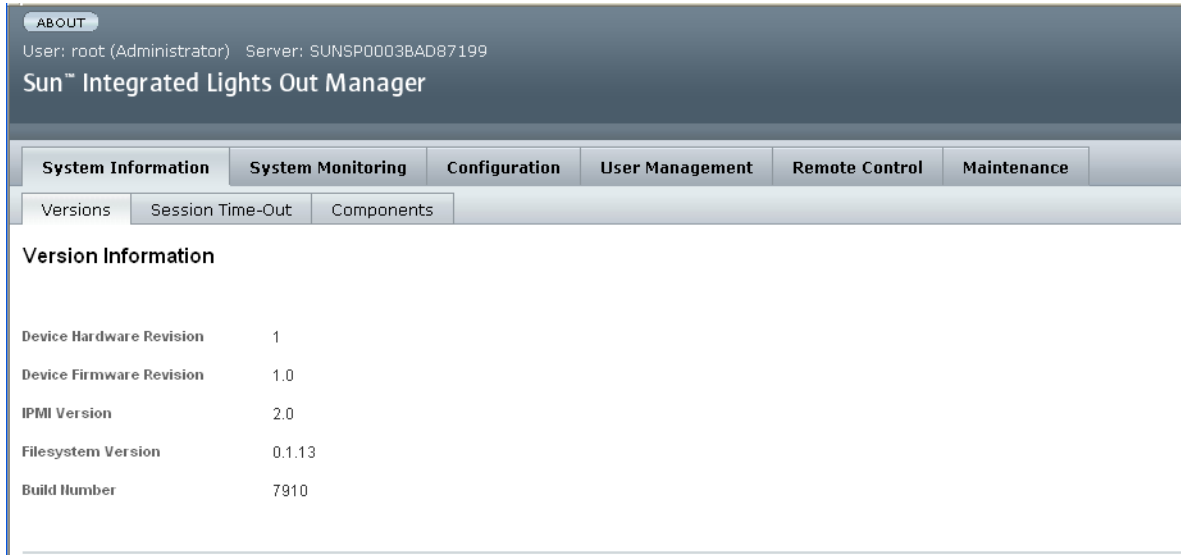 ABOUT
User: root (Administrator) Server: SUNSP0003BAD87199
Sun™ Integrated Lights Out Manager
System Information System Monitoring Configuration User Management Remote Control Maintenance
Versions Session Time-Out Components
Version Information
Device Hardware Revision 1
Device Firmware Revision 1.0
IPMI Version 2.0
Filesystem Version 0.1.13
Build Number 7910